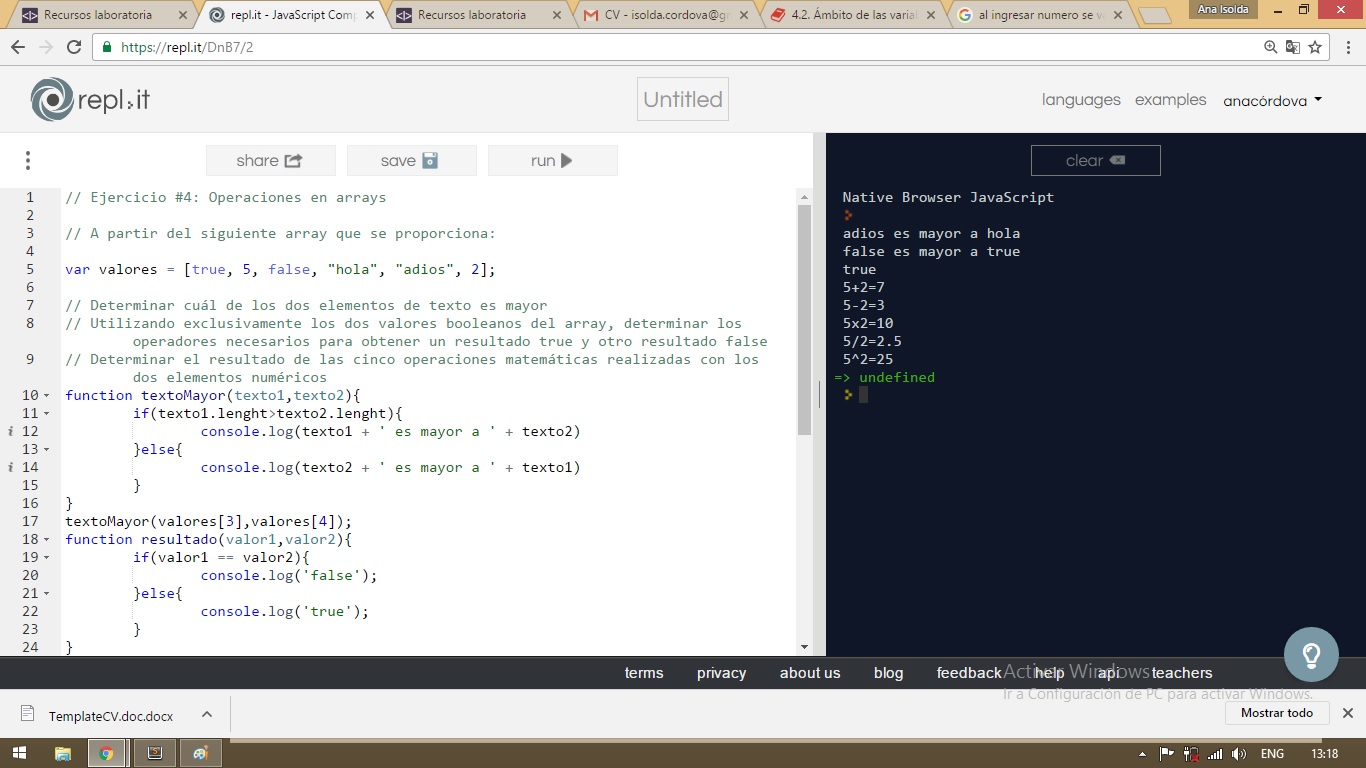 Recursos laboratoria
repl.it - JavaScript Comp
Recursos laboratoria
CV - isolda.cordova@g
4.2. Ámbito de las varia
al ingresar numero se v
Ana Isolda
https://repl.it/DnB7/2
repl.it
Untitled
languages examples anacórdova
share save run
clear
1 // Ejercicio #4: Operaciones en arrays
2
3 // A partir del siguiente array que se proporciona:
4
5 var valores = [true, 5, false, "hola", "adios", 2];
6
7 // Determinar cuál de los dos elementos de texto es mayor
8 // Utilizando exclusivamente los dos valores booleanos del array, determinar los
operadores necesarios para obtener un resultado true y otro resultado false
9 // Determinar el resultado de las cinco operaciones matemáticas realizadas con los
dos elementos numéricos
10 function textoMayor(texto1,texto2){
11 if(texto1.lenght>texto2.lenght){
12 console.log(texto1 + ' es mayor a ' + texto2)
13 }else{
14 console.log(texto2 + ' es mayor a ' + texto1)
15 }
16 }
17 textoMayor(valores[3],valores[4]);
18 function resultado(valor1,valor2){
19 if(valor1 == valor2){
20 console.log('false');
21 }else{
22 console.log('true');
23 }
24 }
Native Browser JavaScript
adios es mayor a hola
false es mayor a true
true
5+2=7
5-2=3
5x2=10
5/2=2.5
5^2=25
=> undefined
terms privacy about us blog feedback help api teachers
Activar Windows
Ir a Configuración de PC para activar Windows.
TemplateCV.doc.docx
Mostrar todo
ENG 13:18